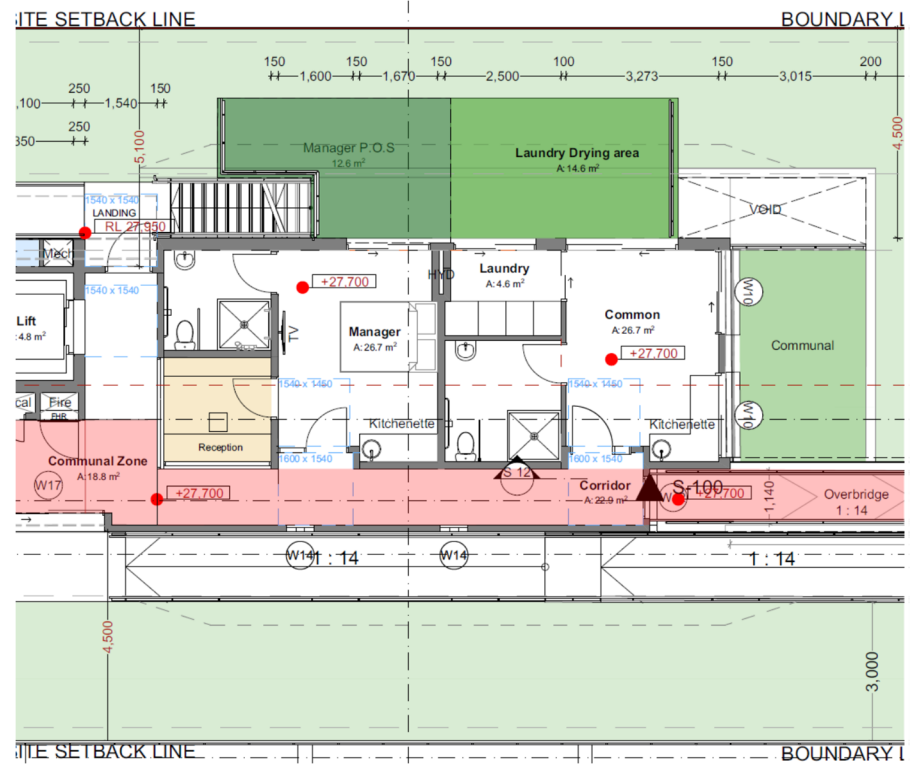 SITE SETBACK LINE
BOUNDARY L
150
150
150
100
150
200
1,600
1,670
2,500
3,273
3,015
250
150
,100
1,540
250
350
5,100
4,500
Manager P.O.S
12.6 m²
Laundry Drying area
A: 14.6 m²
1540 x 1540
LANDING
RL 27,950
VOID
Mech
HYD
Laundry
A: 4.6 m²
+27.700
1540 x 1540
W10
Lift
4.8 m²
TV
Manager
A: 26.7 m²
Common
A: 26.7 m²
+27.700
Communal
1540 x 1450
1540 x 1450
cal
Fire
FHR
Kitchenette
Kitchenette
W10
Reception
1600 x 1540
1600 x 1540
Communal Zone
A: 18.8 m²
W17
+27.700
S 12
Corridor
A: 22.9 m²
S-100
+27.700
1,140
Overbridge
1 : 14
W14
1 : 14
W14
1 : 14
4,500
3,000
SITE SETBACK LINE
BOUNDARY L